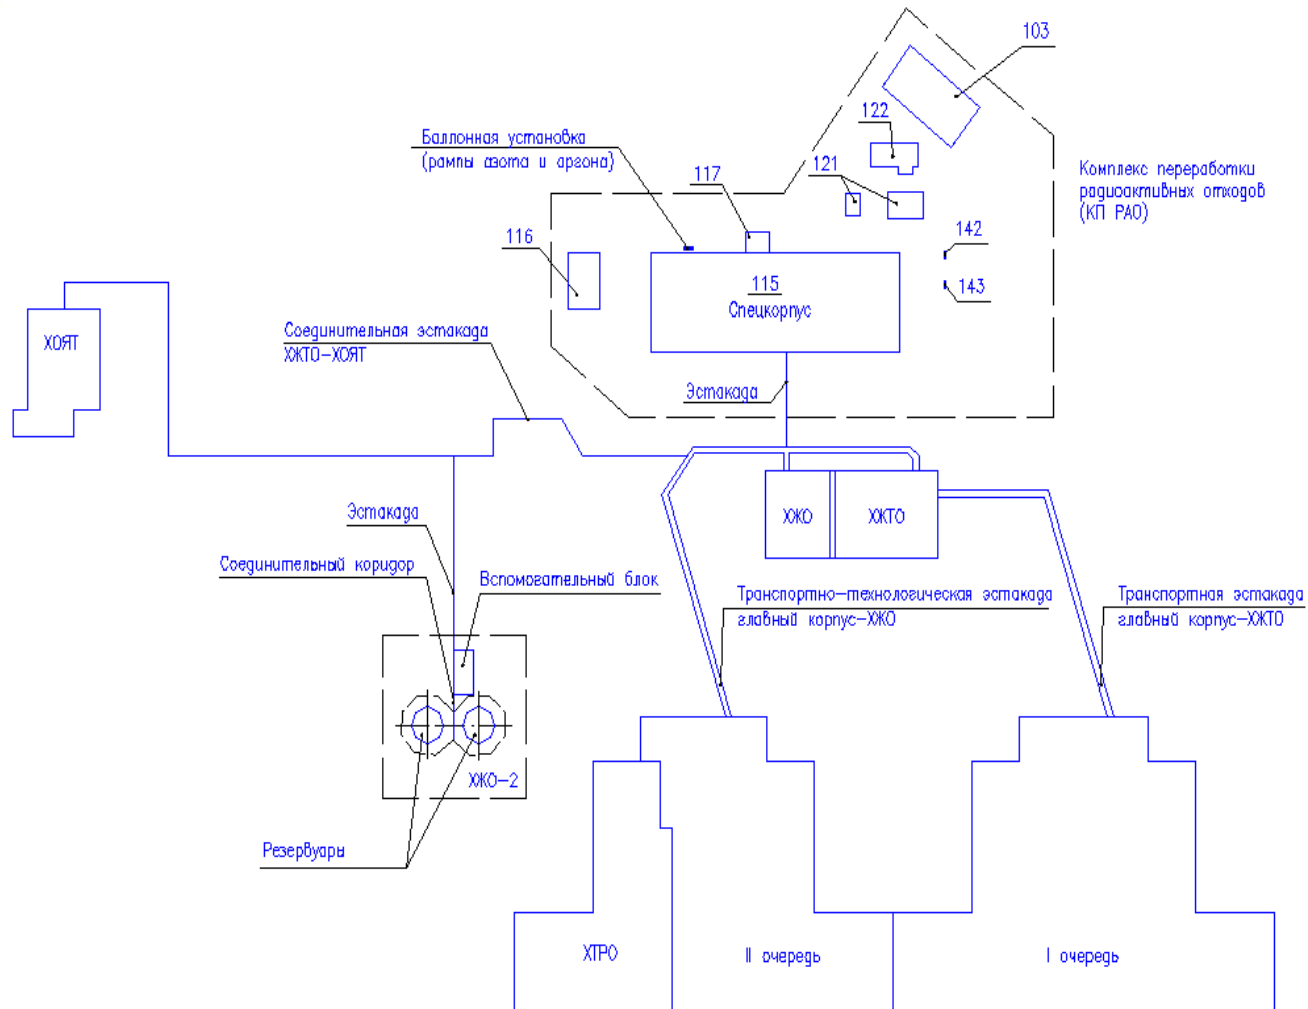 103
122
Баллонная установка
(рампы азота и аргона)
117
121
Комплекс переработки
радиоактивных отходов
(КП РАО)
116
142
115
143
Спецкорпус
ХОЯТ
Соединительная эстакада
ХЖТО-ХОЯТ
Эстакада
ХЖО
ХЖТО
Эстакада
Соединительный коридор
Вспомогательный блок
Транспортно-технологическая эстакада
главный корпус-ХЖО
Транспортная эстакада
главный корпус-ХЖТО
ХЖО-2
Резервуары
ХТРО
II очередь
I очередь